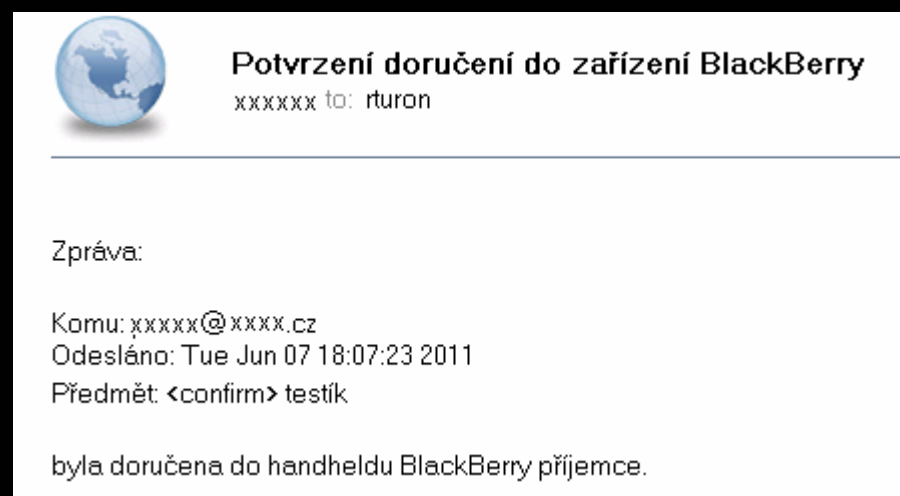 Potvrzení doručení do zařízení BlackBerry
xxxxxx to: rturon
Zpráva:
Komu: xxxxx@xxxx.cz
Odesláno: Tue Jun 07 18:07:23 2011
Předmět: <confirm> testík
byla doručena do handheldu BlackBerry příjemce.